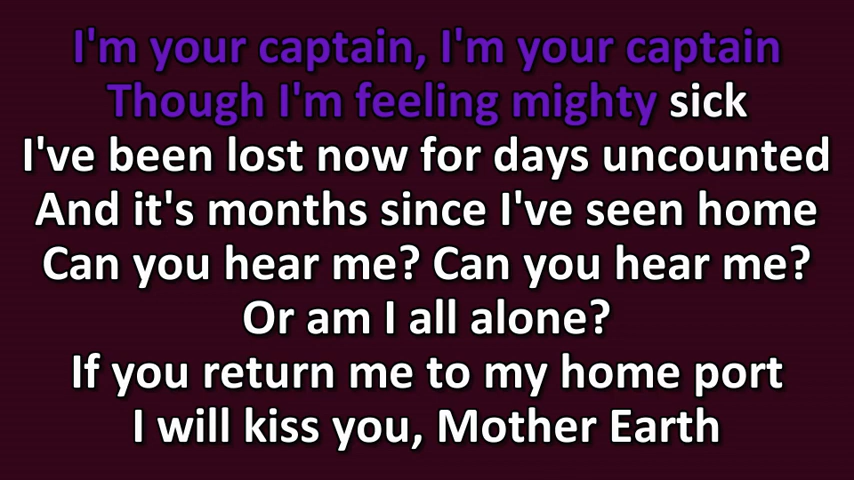 I'm your captain, I'm your captain
Though I'm feeling mighty sick
I've been lost now for days uncounted
And it's months since I've seen home
Can you hear me? Can you hear me?
Or am I all alone?
If you return me to my home port
I will kiss you, Mother Earth